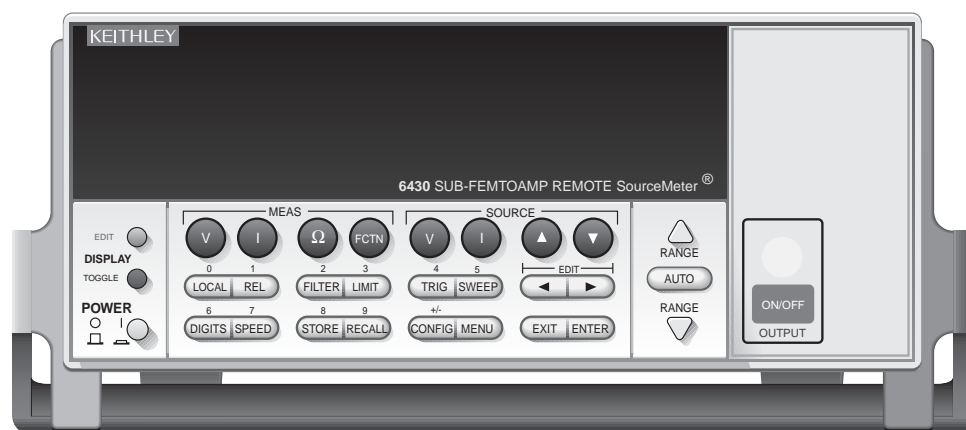 KEITHLEY
6430 SUB-FEMTOAMP REMOTE SourceMeter ®
MEAS
SOURCE
EDIT
DISPLAY
TOGGLE
POWER
V I Ω FCTN V I
0 1 2 3 4 5 EDIT
LOCAL REL FILTER LIMIT TRIG SWEEP
6 7 8 9 +/-
DIGITS SPEED STORE RECALL CONFIG MENU EXIT ENTER
RANGE
AUTO
RANGE
ON/OFF
OUTPUT